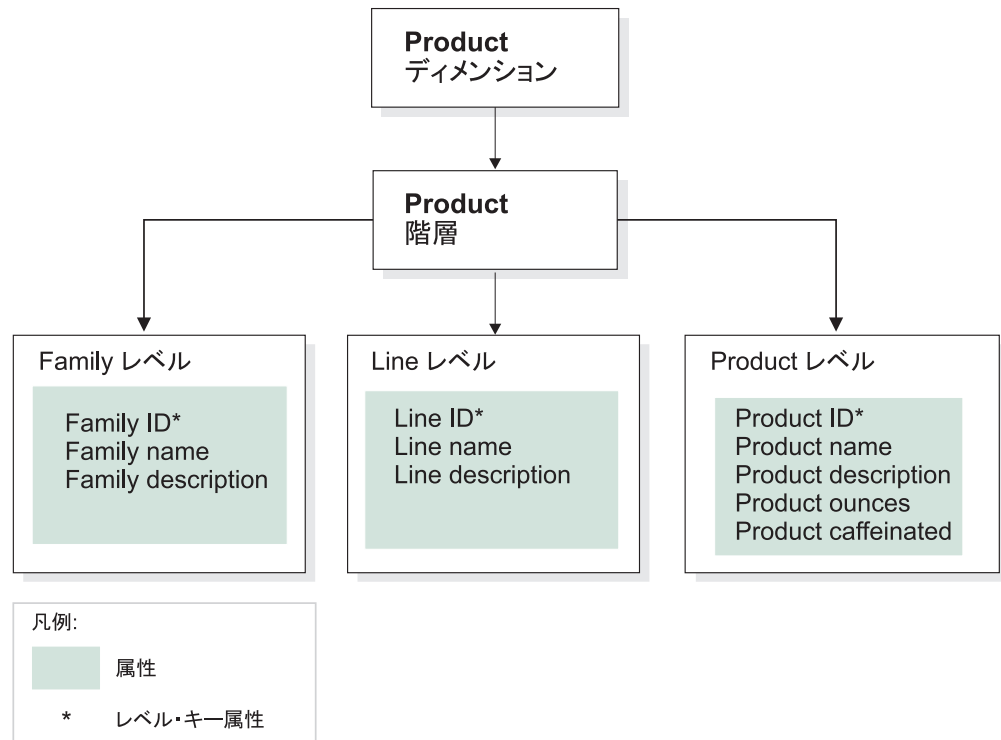 Product
ディメンション
Product
階層
Family レベル
Family ID*
Family name
Family description
Line レベル
Line ID*
Line name
Line description
Product レベル
Product ID*
Product name
Product description
Product ounces
Product caffeinated
凡例:
属性
* レベル・キー属性